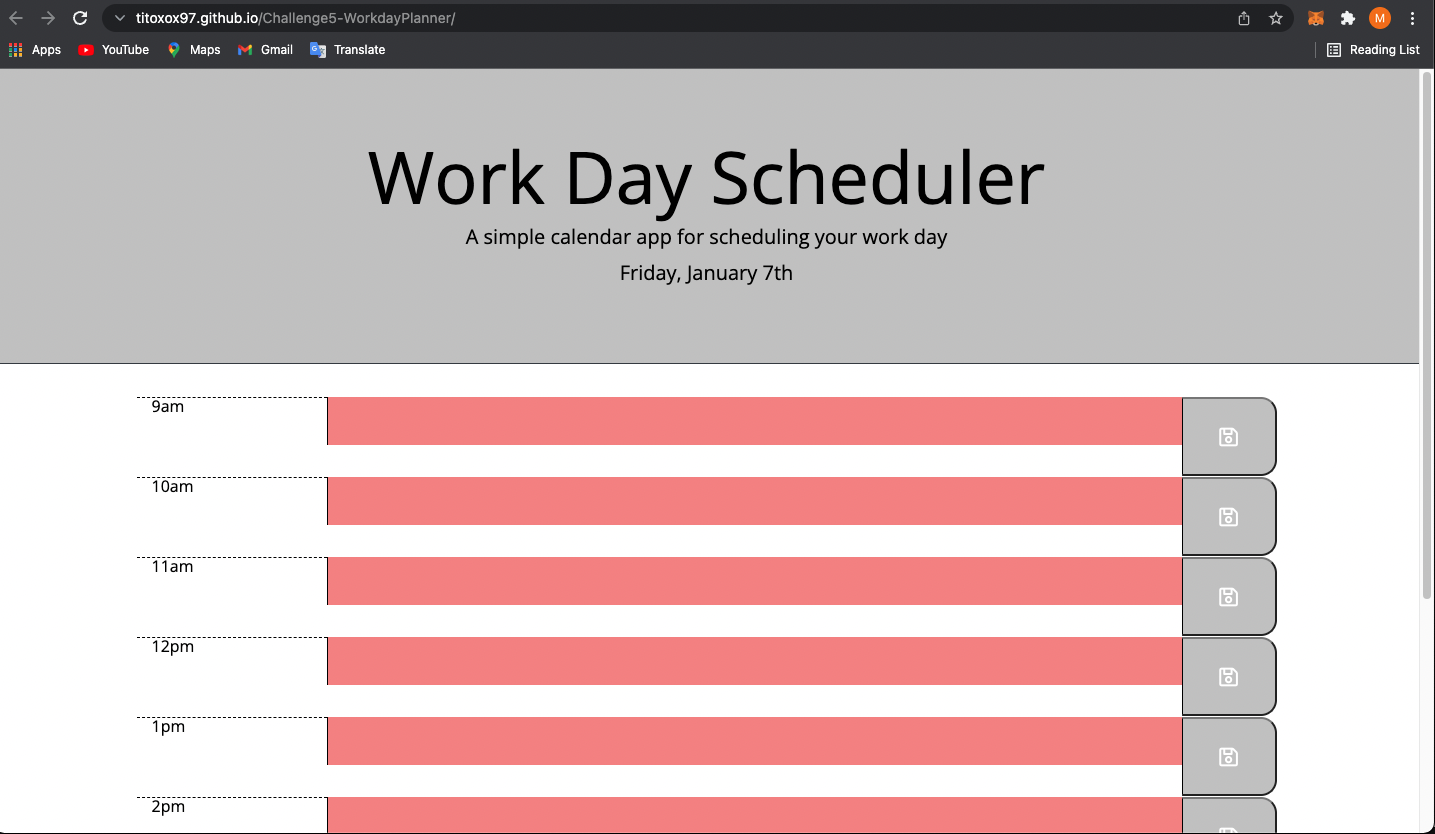 titoxox97.github.io/Challenge5-WorkdayPlanner/
M
Apps YouTube Maps Gmail Translate Reading List
Work Day Scheduler
A simple calendar app for scheduling your work day
Friday, January 7th
9am
10am
11am
12pm
1pm
2pm